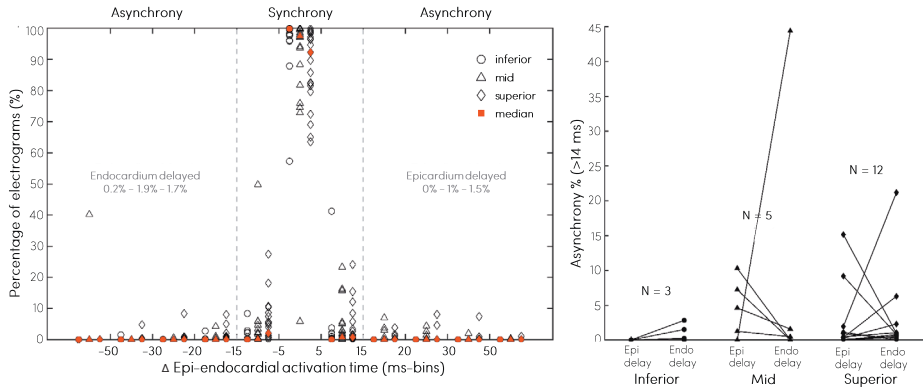 Asynchrony Synchrony Asynchrony
100
90
80
70
60
50
40
30
20
10
0
Percentage of electrograms (%)
inferior
mid
superior
median
Endocardium delayed
0.2% – 1.9% – 1.7%
Epicardium delayed
0% – 1% – 1.5%
–50 –30 –20 –15 –5 5 15 20 30 50
Δ Epi-endocardial activation time (ms-bins)
45
40
35
30
25
20
15
10
5
0
Asynchrony % (>14 ms)
N = 12
N = 5
N = 3
Epi Endo Epi Endo Epi Endo
delay delay delay delay delay delay
Inferior Mid Superior